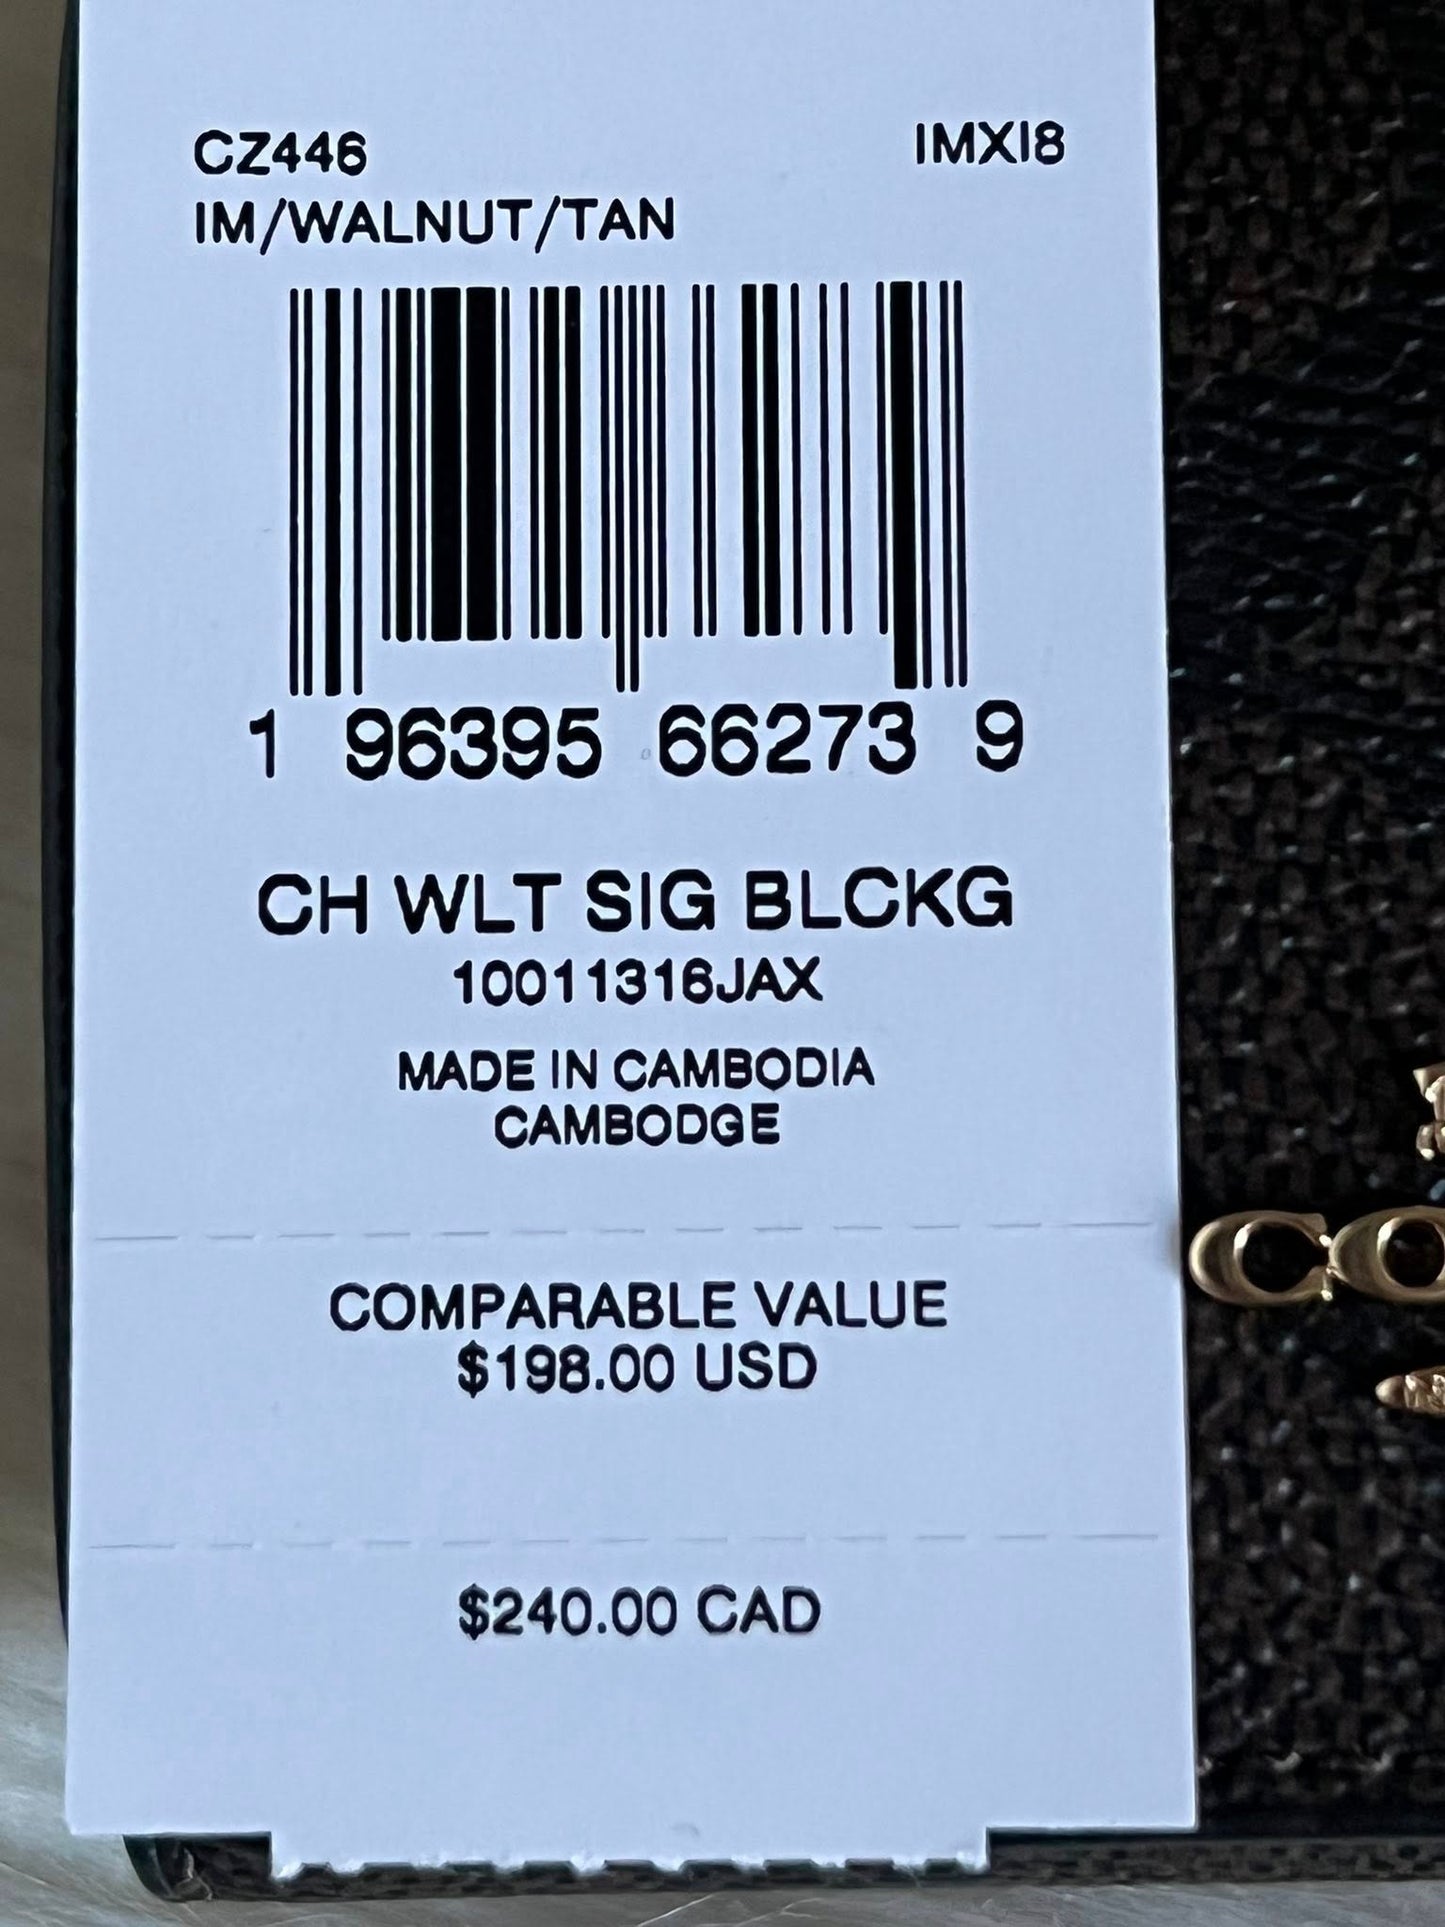 CZ446 IMXI8
IM/WALNUT/TAN
1 96395 66273 9
CH WLT SIG BLCKG
10011316JAX
MADE IN CAMBODIA
CAMBODGE
COMPARABLE VALUE
$198.00 USD
$240.00 CAD
CO